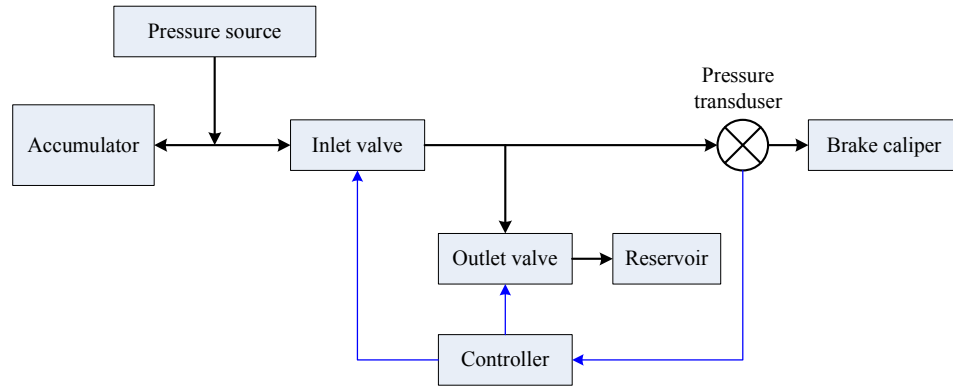 Pressure source
Pressure
transduser
Accumulator
Inlet valve
Brake caliper
Outlet valve
Reservoir
Controller